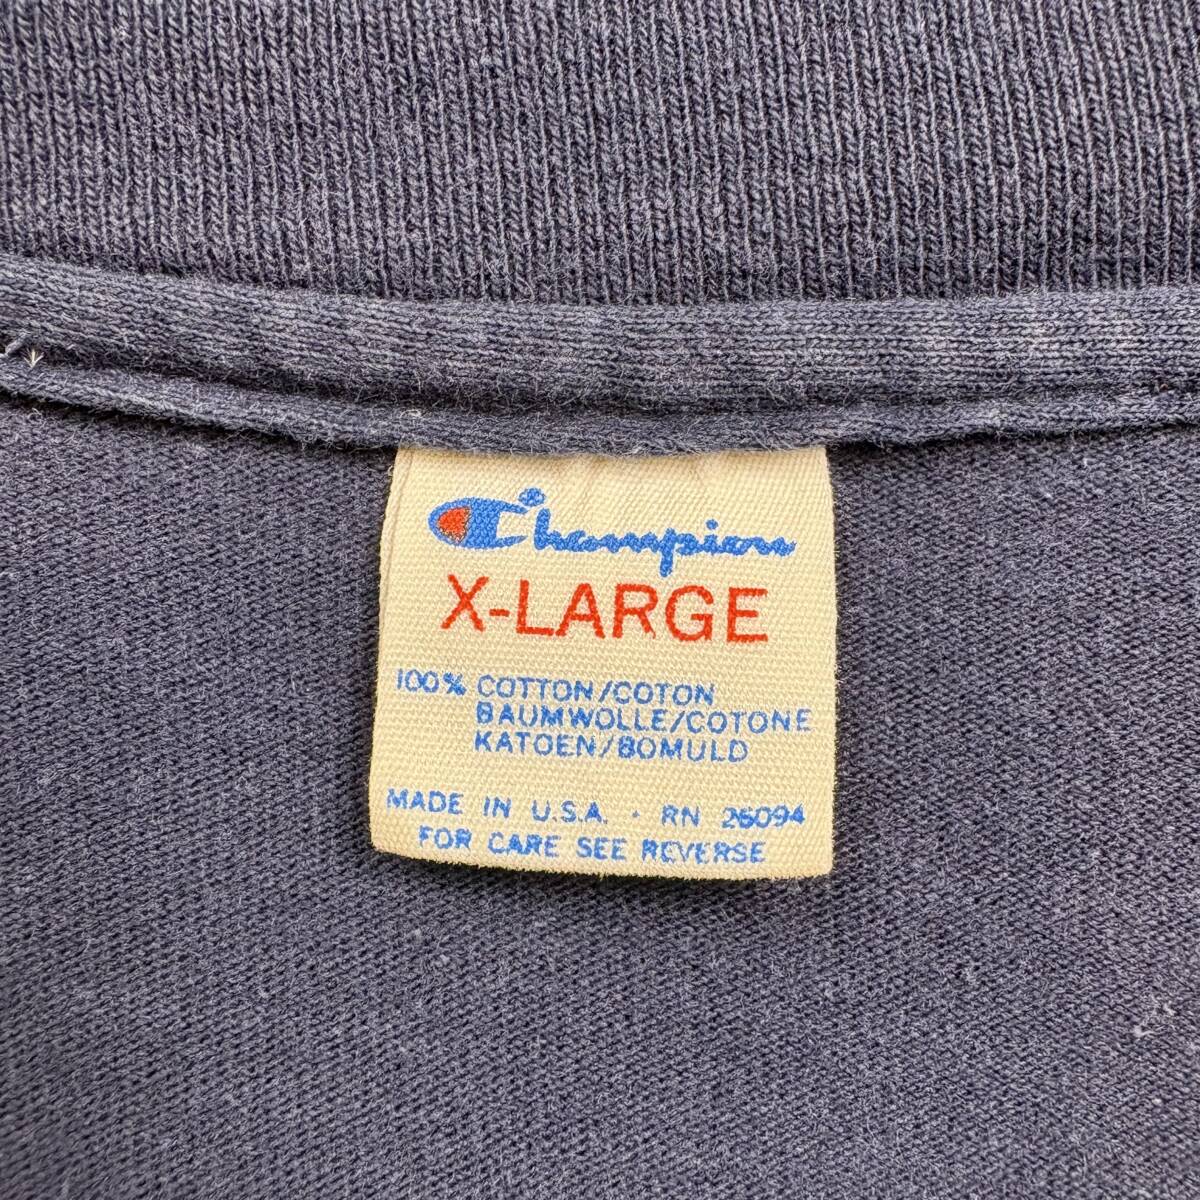 Champion
X-LARGE
100% COTTON/COTON
BAUMWOLLE/COTONE
KATOEN/BOMULD
MADE IN U.S.A. · RN 26094
FOR CARE SEE REVERSE